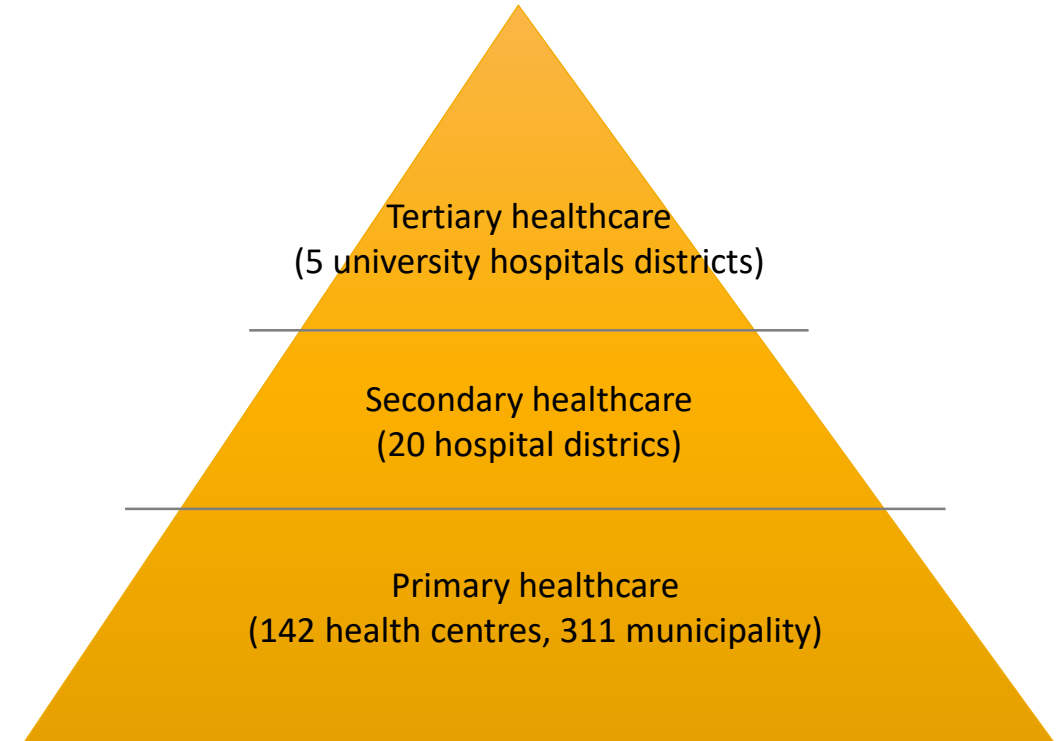 Tertiary healthcare
(5 university hospitals districts)
Secondary healthcare
(20 hospital districs)
Primary healthcare
(142 health centres, 311 municipality)